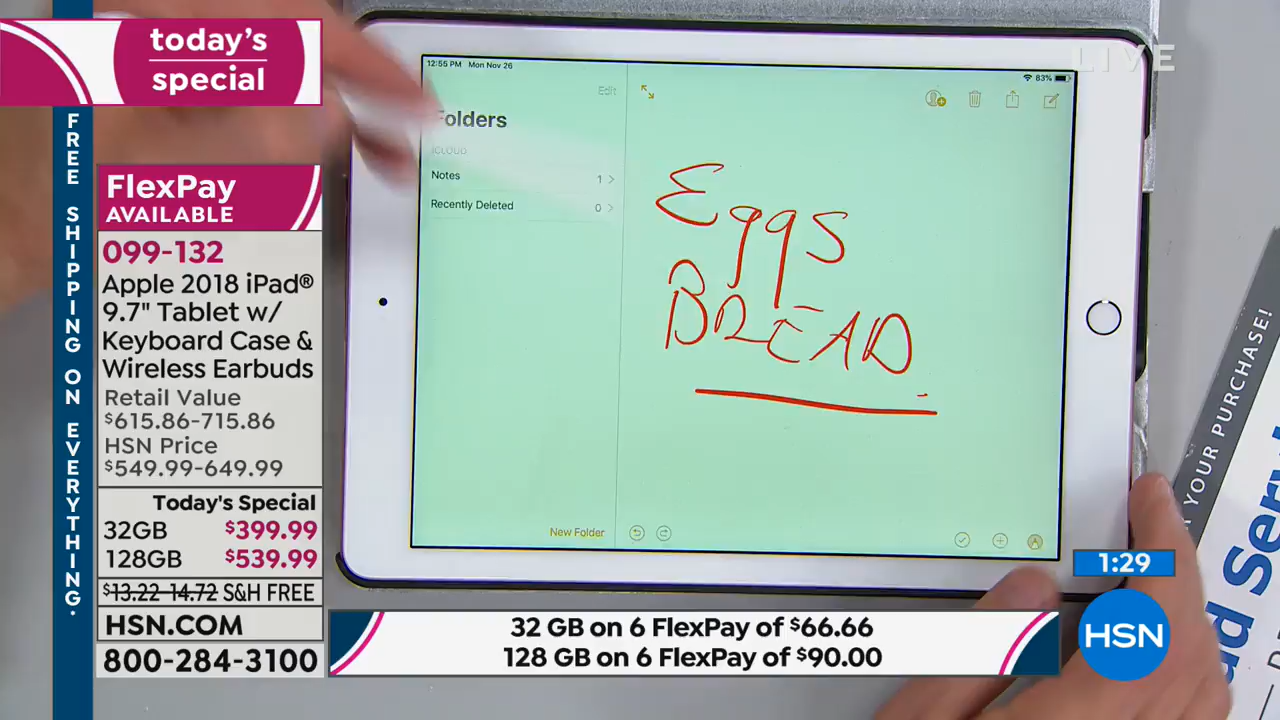 today's
special
FREE SHIPPING ON EVERYTHING.
FlexPay
AVAILABLE
099-132
Apple 2018 iPad®
9.7" Tablet w/
Keyboard Case &
Wireless Earbuds
Retail Value
$615.86-715.86
HSN Price
$549.99-649.99
Today's Special
32GB $399.99
128GB $539.99
$13.22-14.72 S&H FREE
HSN.COM
800-284-3100
12:55 PM Mon Nov 26
83%
Edit
Folders
ICLOUD
Notes 1
Recently Deleted 0
New Folder
Eggs
BREAD
LIVE
YOUR PURCHASE!
1:29
HSN
32 GB on 6 FlexPay of $66.66
128 GB on 6 FlexPay of $90.00